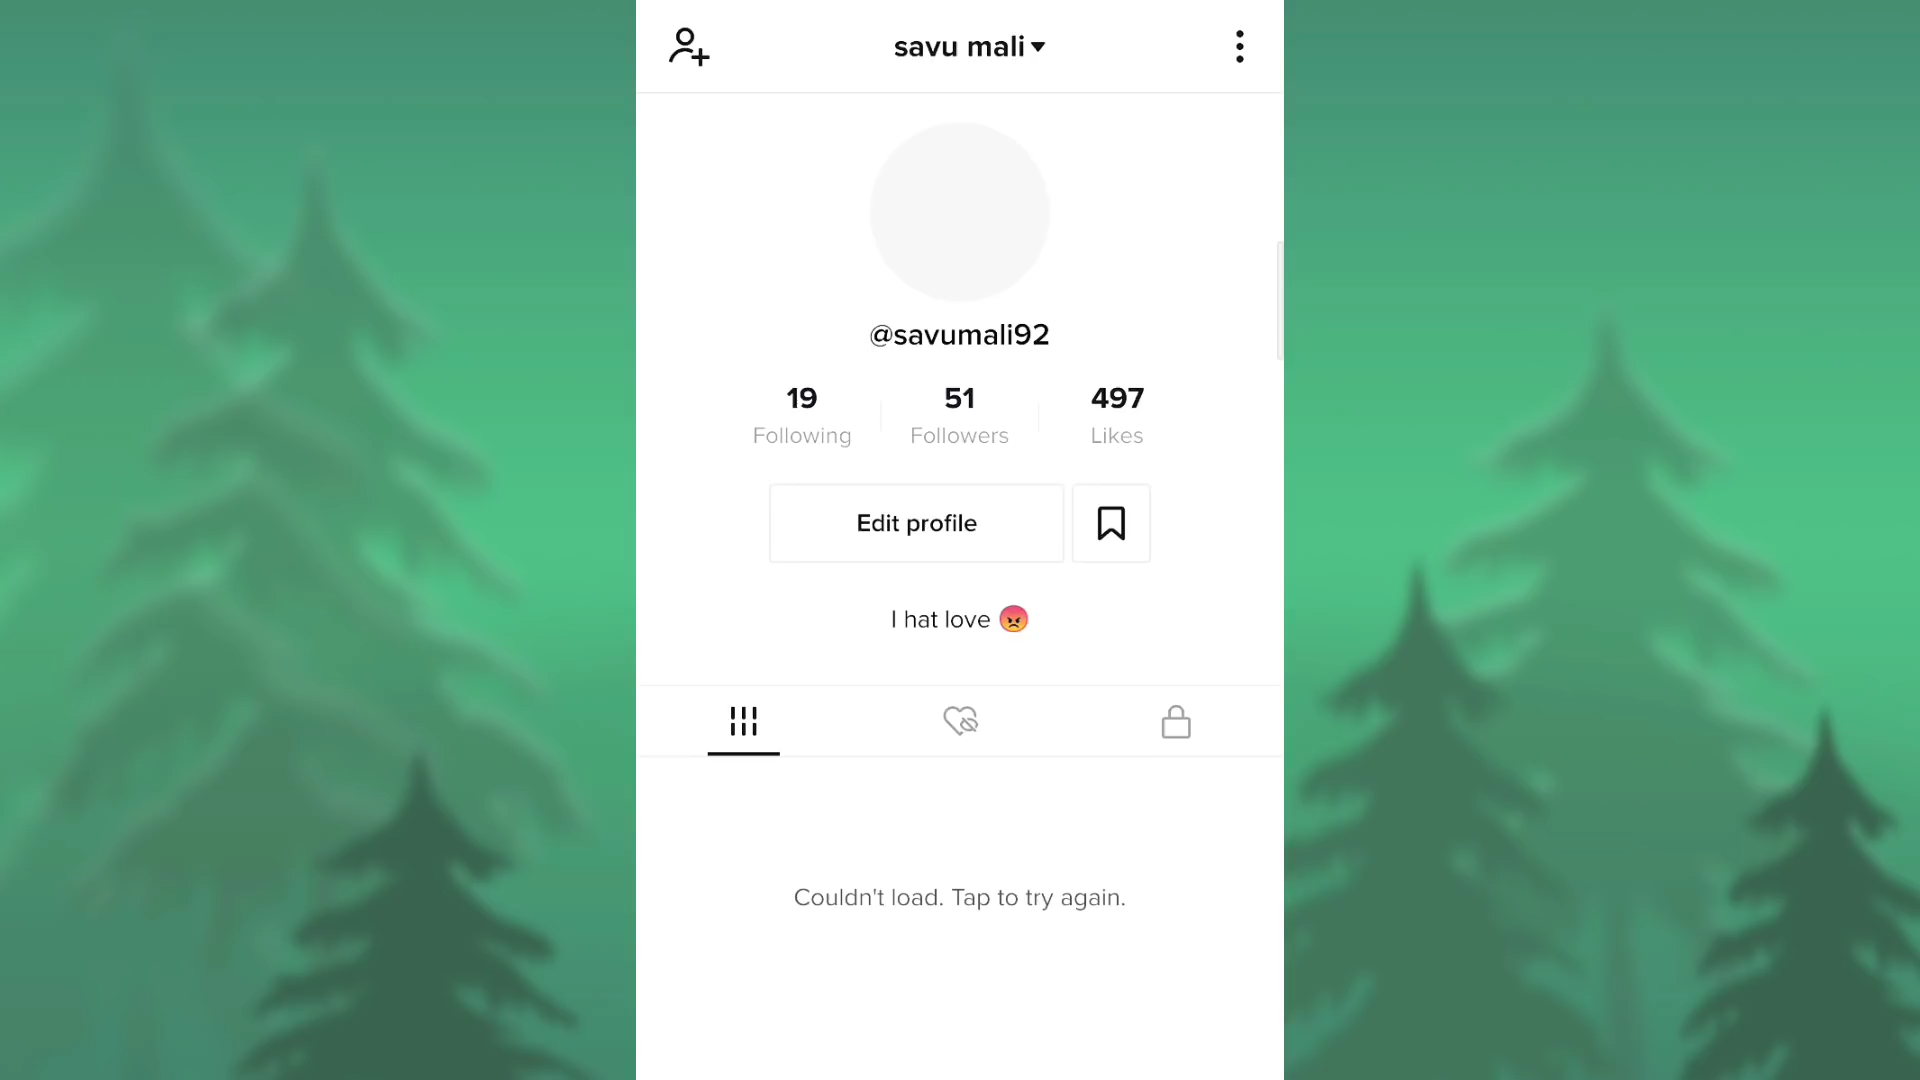 savu mali
@savumali92
19 51 497
Following Followers Likes
Edit profile
I hat love 😡
Couldn't load. Tap to try again.